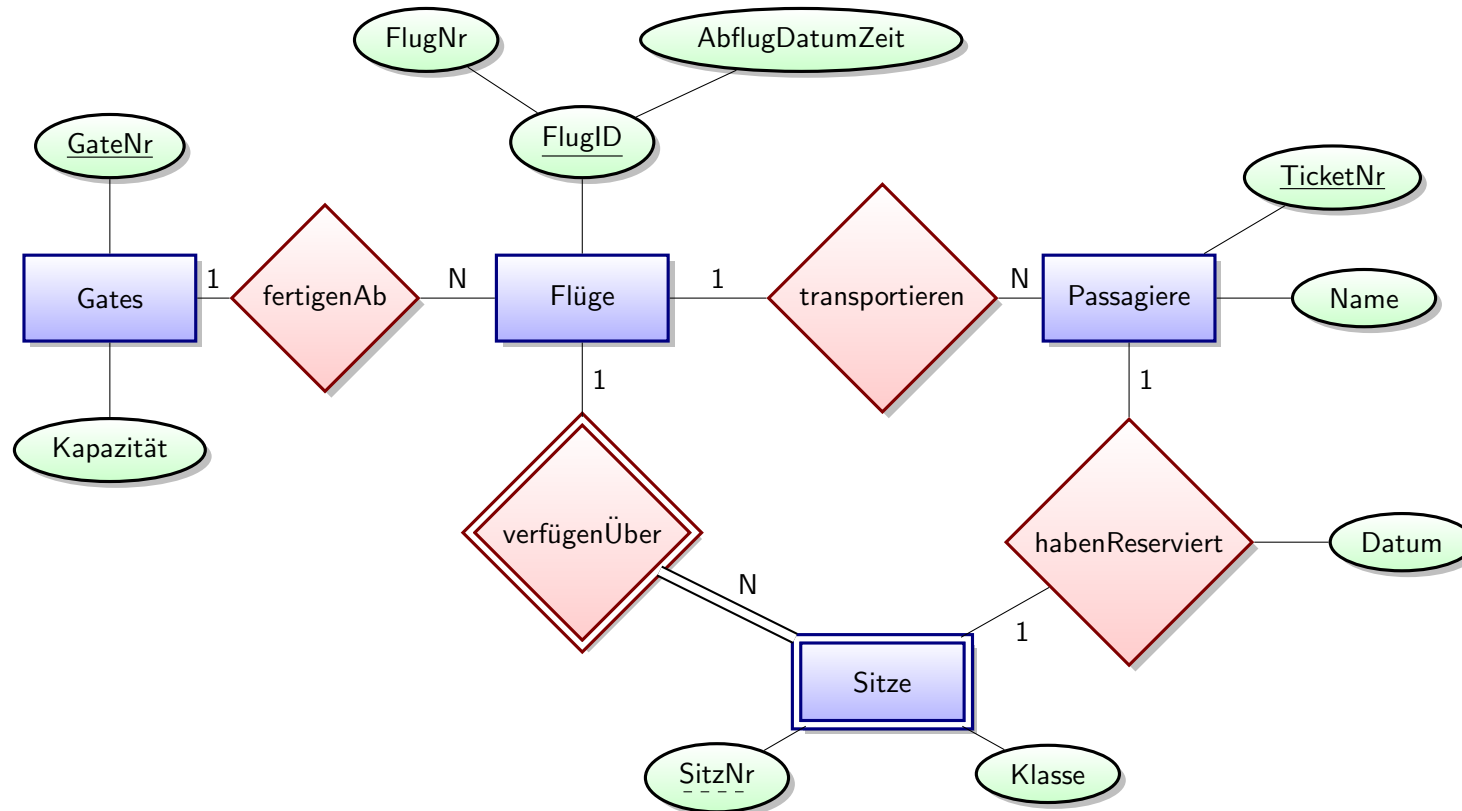 FlugNr
AbflugDatumZeit
GateNr
FlugID
TicketNr
Gates
1
fertigenAb
N
Flüge
1
transportieren
N
Passagiere
Name
1
1
Kapazität
verfügenÜber
habenReserviert
Datum
N
1
Sitze
SitzNr
Klasse